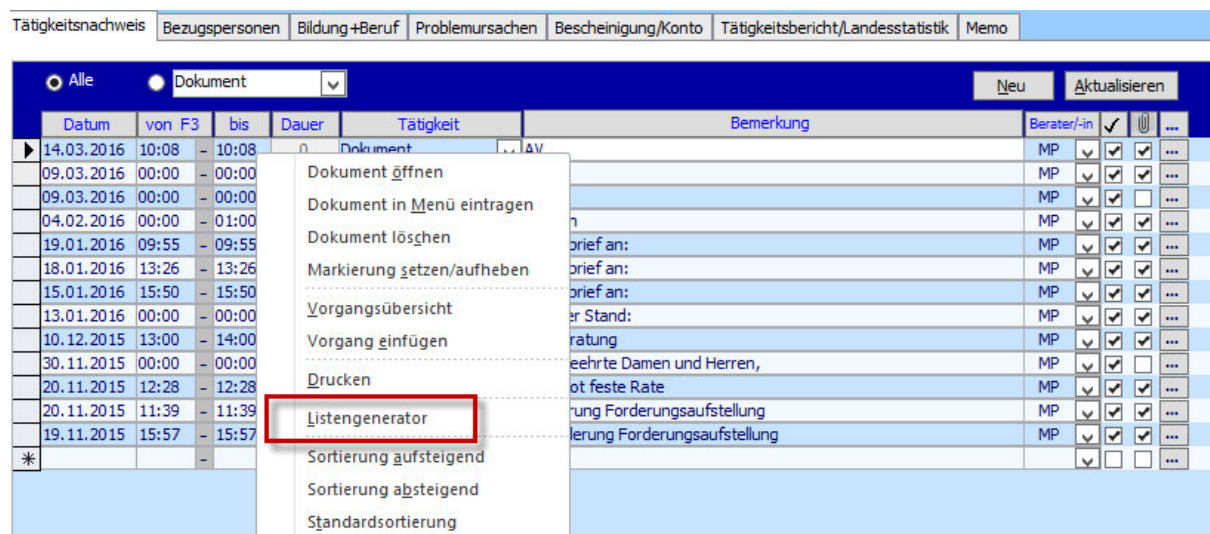 Tätigkeitsnachweis Bezugspersonen Bildung+Beruf Problemursachen Bescheinigung/Konto Tätigkeitsbericht/Landesstatistik Memo
Alle Dokument Neu Aktualisieren
Datum von F3 bis Dauer Tätigkeit Bemerkung Berater/-in ...
14.03.2016 10:08 - 10:08 0 Dokument AV MP ...
09.03.2016 00:00 - 00:00 MP ...
Dokument öffnen
09.03.2016 00:00 - 00:00 MP ...
Dokument in Menü eintragen
04.02.2016 00:00 - 01:00 n MP ...
Dokument löschen
19.01.2016 09:55 - 09:55 brief an: MP ...
18.01.2016 13:26 - 13:26 brief an: MP ...
Markierung setzen/aufheben
15.01.2016 15:50 - 15:50 brief an: MP ...
Vorgangsübersicht
13.01.2016 00:00 - 00:00 er Stand: MP ...
10.12.2015 13:00 - 14:00 ratung MP ...
Vorgang einfügen
30.11.2015 00:00 - 00:00 eehrte Damen und Herren, MP ...
Drucken
20.11.2015 12:28 - 12:28 ot feste Rate MP ...
20.11.2015 11:39 - 11:39 rung Forderungsaufstellung MP ...
Listengenerator
19.11.2015 15:57 - 15:57 lerung Forderungsaufstellung MP ...
* - ...
Sortierung aufsteigend
Sortierung absteigend
Standardsortierung